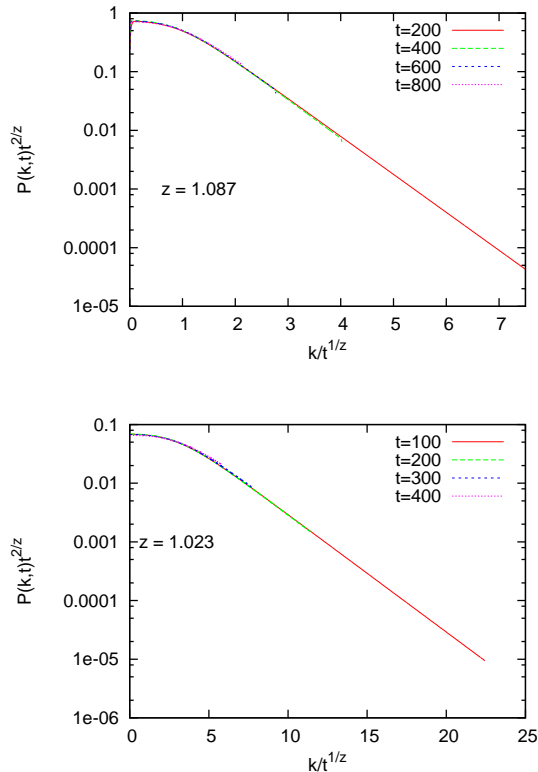 1
t=200
t=400
t=600
t=800
0.1
0.01
0.001
0.0001
1e-05
P(k,t)t^{2/z}
z = 1.087
0 1 2 3 4 5 6 7
k/t^{1/z}
0.1
t=100
t=200
t=300
t=400
0.01
0.001
0.0001
1e-05
1e-06
P(k,t)t^{2/z}
z = 1.023
0 5 10 15 20 25
k/t^{1/z}